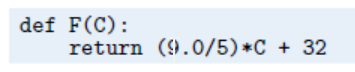 def F(C):
    return (9.0/5)*C + 32